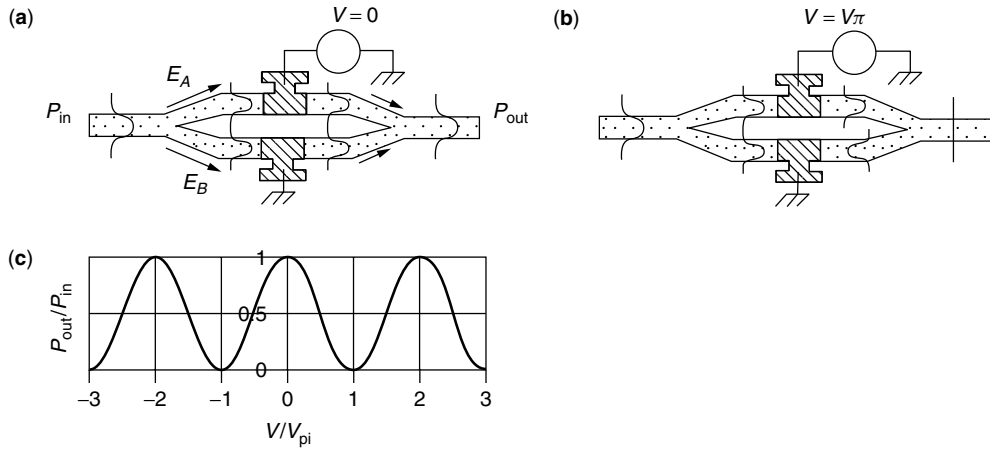 (a)
V = 0
E_A
P_in
P_out
E_B
(b)
V = Vπ
(c)
P_out/P_in
1
0.5
0
−3 −2 −1 0 1 2 3
V/V_pi